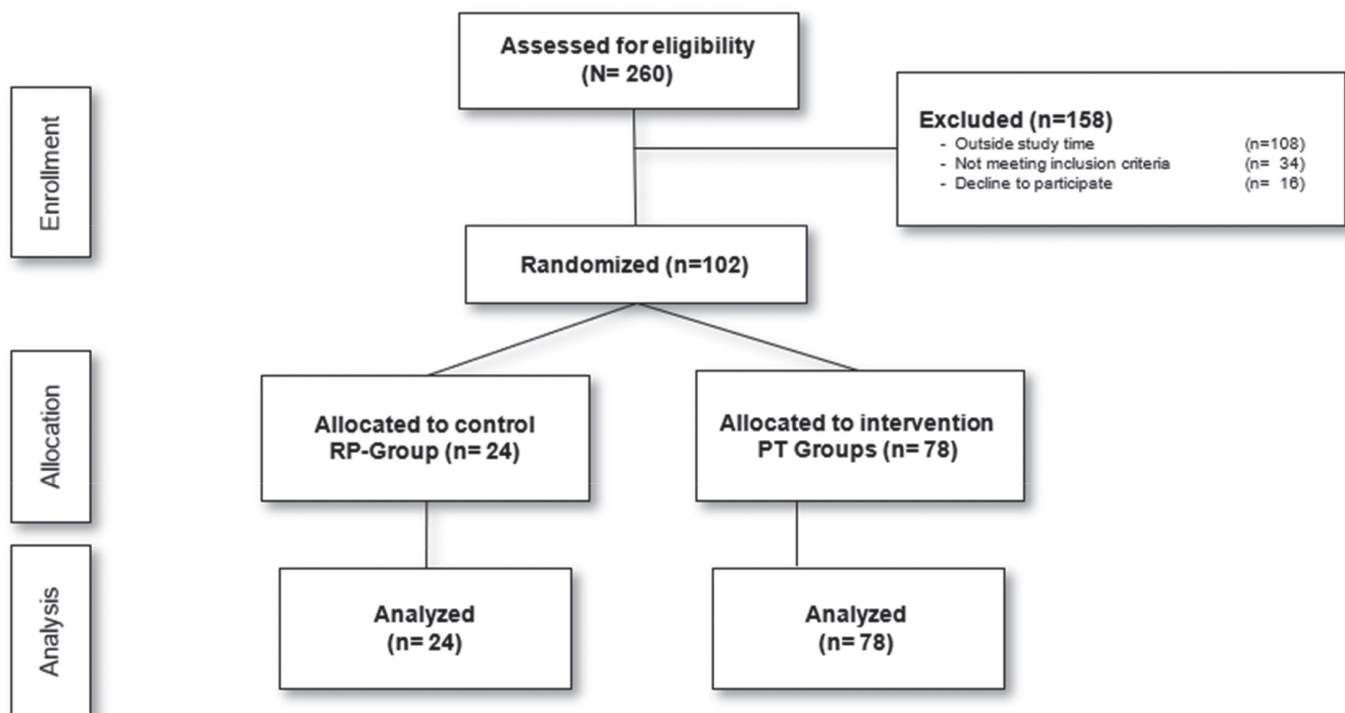 Assessed for eligibility
(N= 260)
Enrollment
Excluded (n=158)
- Outside study time (n=108)
- Not meeting inclusion criteria (n= 34)
- Decline to participate (n= 16)
Randomized (n=102)
Allocation
Allocated to control
RP-Group (n= 24)
Allocated to intervention
PT Groups (n= 78)
Analysis
Analyzed
(n= 24)
Analyzed
(n= 78)